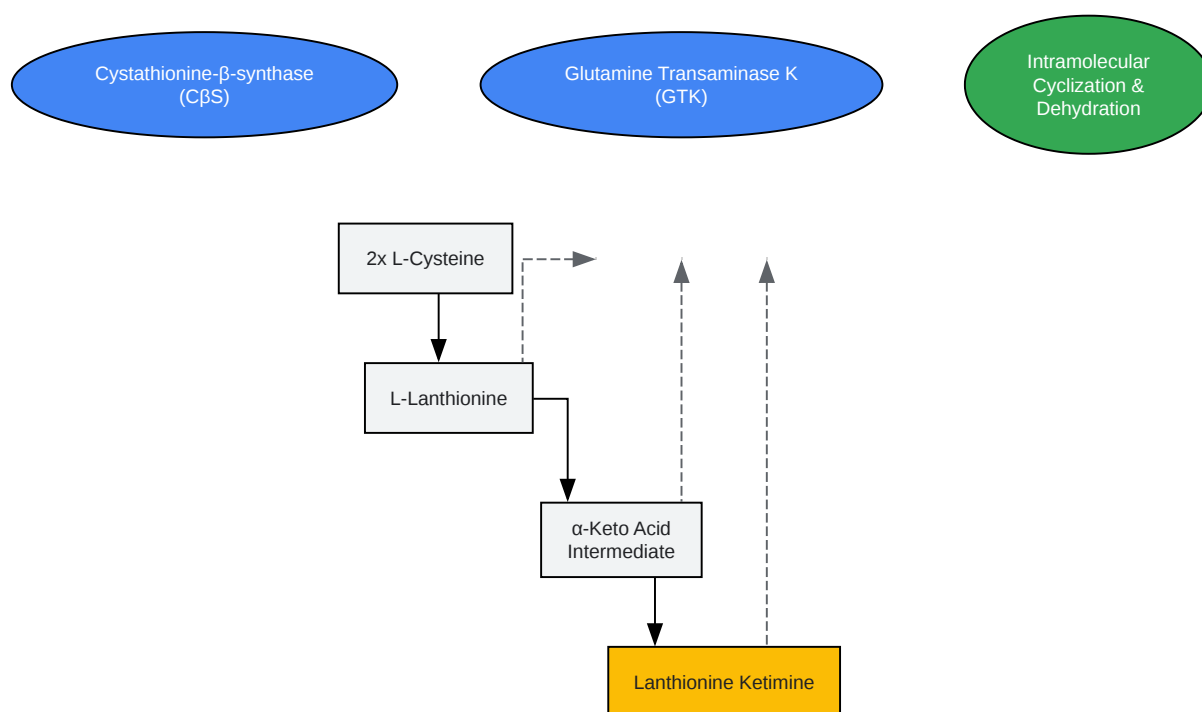 Cystathionine-β-synthase
(CβS)
Glutamine Transaminase K
(GTK)
Intramolecular
Cyclization &
Dehydration
2x L-Cysteine
L-Lanthionine
α-Keto Acid
Intermediate
Lanthionine Ketimine